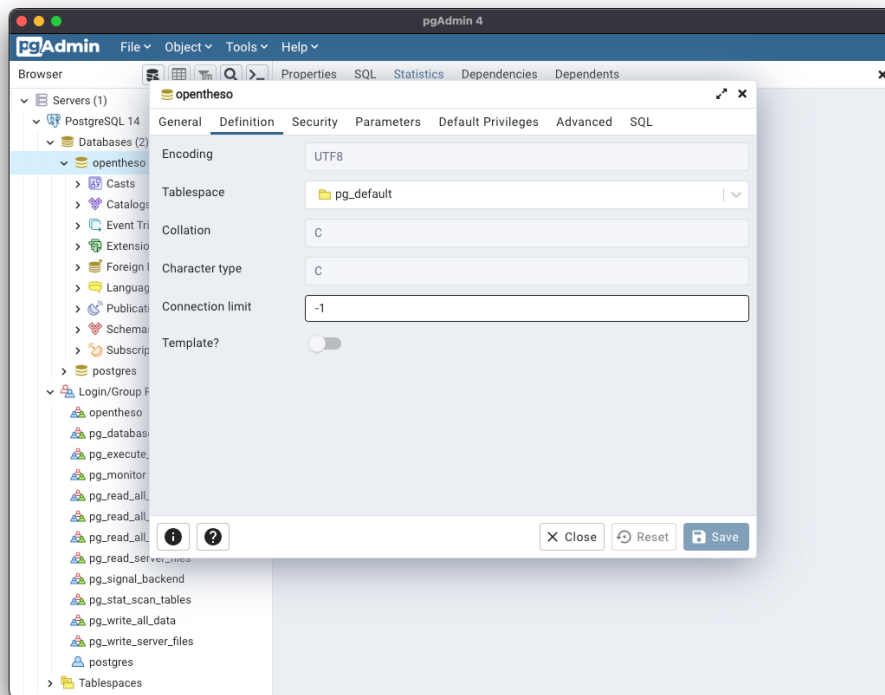 pgAdmin 4
pgAdmin File Object Tools Help
Browser Properties SQL Statistics Dependencies Dependents
Servers (1)
PostgreSQL 14
Databases (2)
opentheso
Casts
Catalogs
Event Tri
Extensio
Foreign
Languag
Publicati
Schema
Subscrip
postgres
Login/Group R
opentheso
pg_databas
pg_execute_
pg_monitor
pg_read_all_
pg_read_all_
pg_read_all_
pg_read_server_files
pg_signal_backend
pg_stat_scan_tables
pg_write_all_data
pg_write_server_files
postgres
Tablespaces
opentheso
General Definition Security Parameters Default Privileges Advanced SQL
Encoding UTF8
Tablespace pg_default
Collation C
Character type C
Connection limit -1
Template?
Close Reset Save